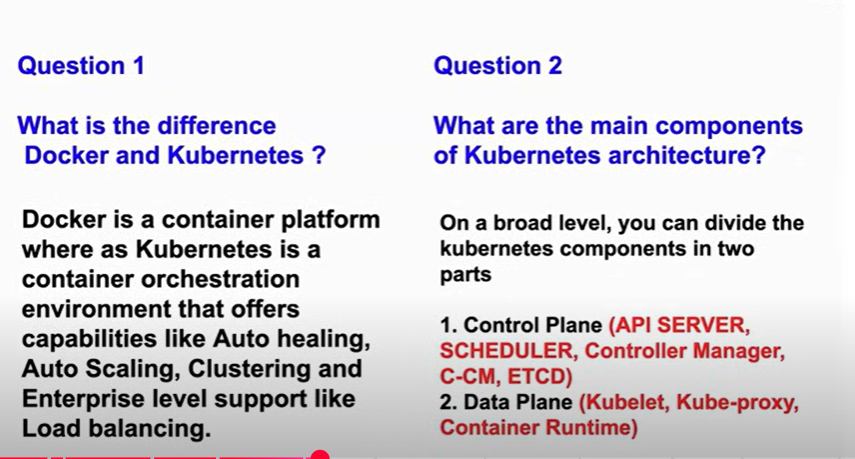 Question 1
What is the difference
Docker and Kubernetes ?
Docker is a container platform
where as Kubernetes is a
container orchestration
environment that offers
capabilities like Auto healing,
Auto Scaling, Clustering and
Enterprise level support like
Load balancing.
Question 2
What are the main components
of Kubernetes architecture?
On a broad level, you can divide the
kubernetes components in two
parts
1. Control Plane (API SERVER,
SCHEDULER, Controller Manager,
C-CM, ETCD)
2. Data Plane (Kubelet, Kube-proxy,
Container Runtime)